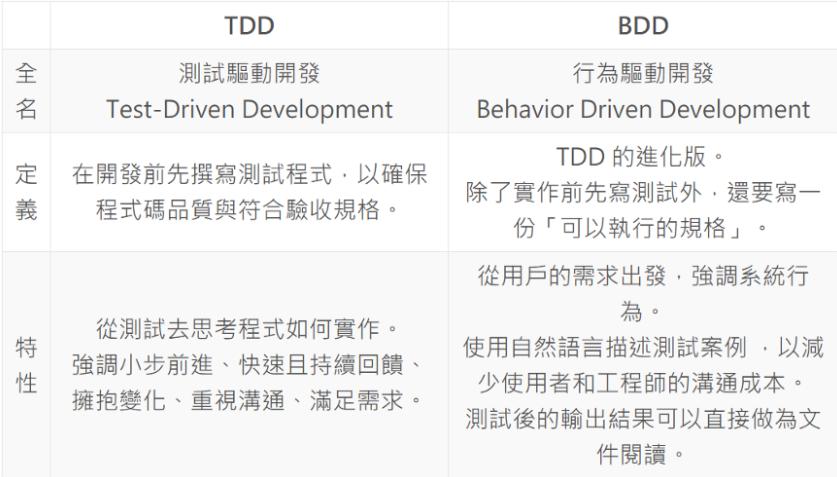 TDD
BDD
全名
測試驅動開發
Test-Driven Development
行為驅動開發
Behavior Driven Development
定義
在開發前先撰寫測試程式，以確保
程式碼品質與符合驗收規格。
TDD 的進化版。
除了實作前先寫測試外，還要寫一
份「可以執行的規格」。
特性
從測試去思考程式如何實作。
強調小步前進、快速且持續回饋、
擁抱變化、重視溝通、滿足需求。
從用戶的需求出發，強調系統行
為。
使用自然語言描述測試案例 ，以減
少使用者和工程師的溝通成本。
測試後的輸出結果可以直接做為文
件閱讀。